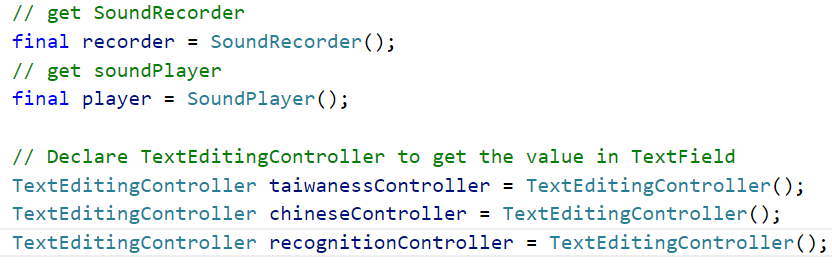 // get SoundRecorder
final recorder = SoundRecorder();
// get soundPlayer
final player = SoundPlayer();
// Declare TextEditingController to get the value in TextField
TextEditingController taiwanessController = TextEditingController();
TextEditingController chineseController = TextEditingController();
TextEditingController recognitionController = TextEditingController();